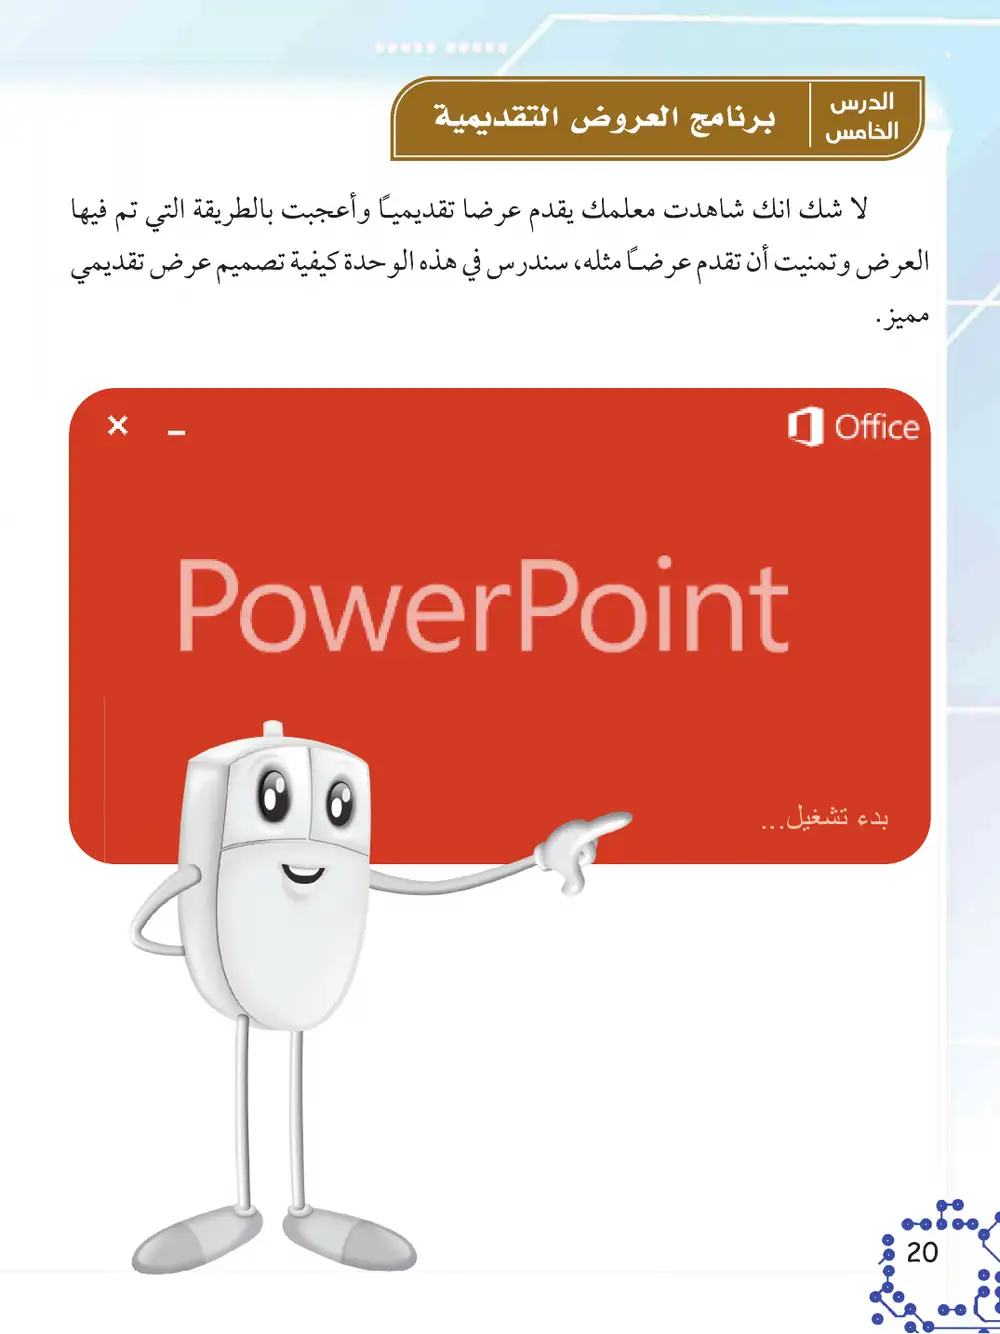 الدرس
الخامس
برنامج العروض التقديمية
لا شك انك شاهدت معلمك يقدم عرضا تقديمياً وأعجبت بالطريقة التي تم فيها
العرض وتمنيت أن تقدم عرضاً مثله، سندرس في هذه الوحدة كيفية تصميم عرض تقديمي
مميز.
Office
PowerPoint
بدء تشغيل...
20